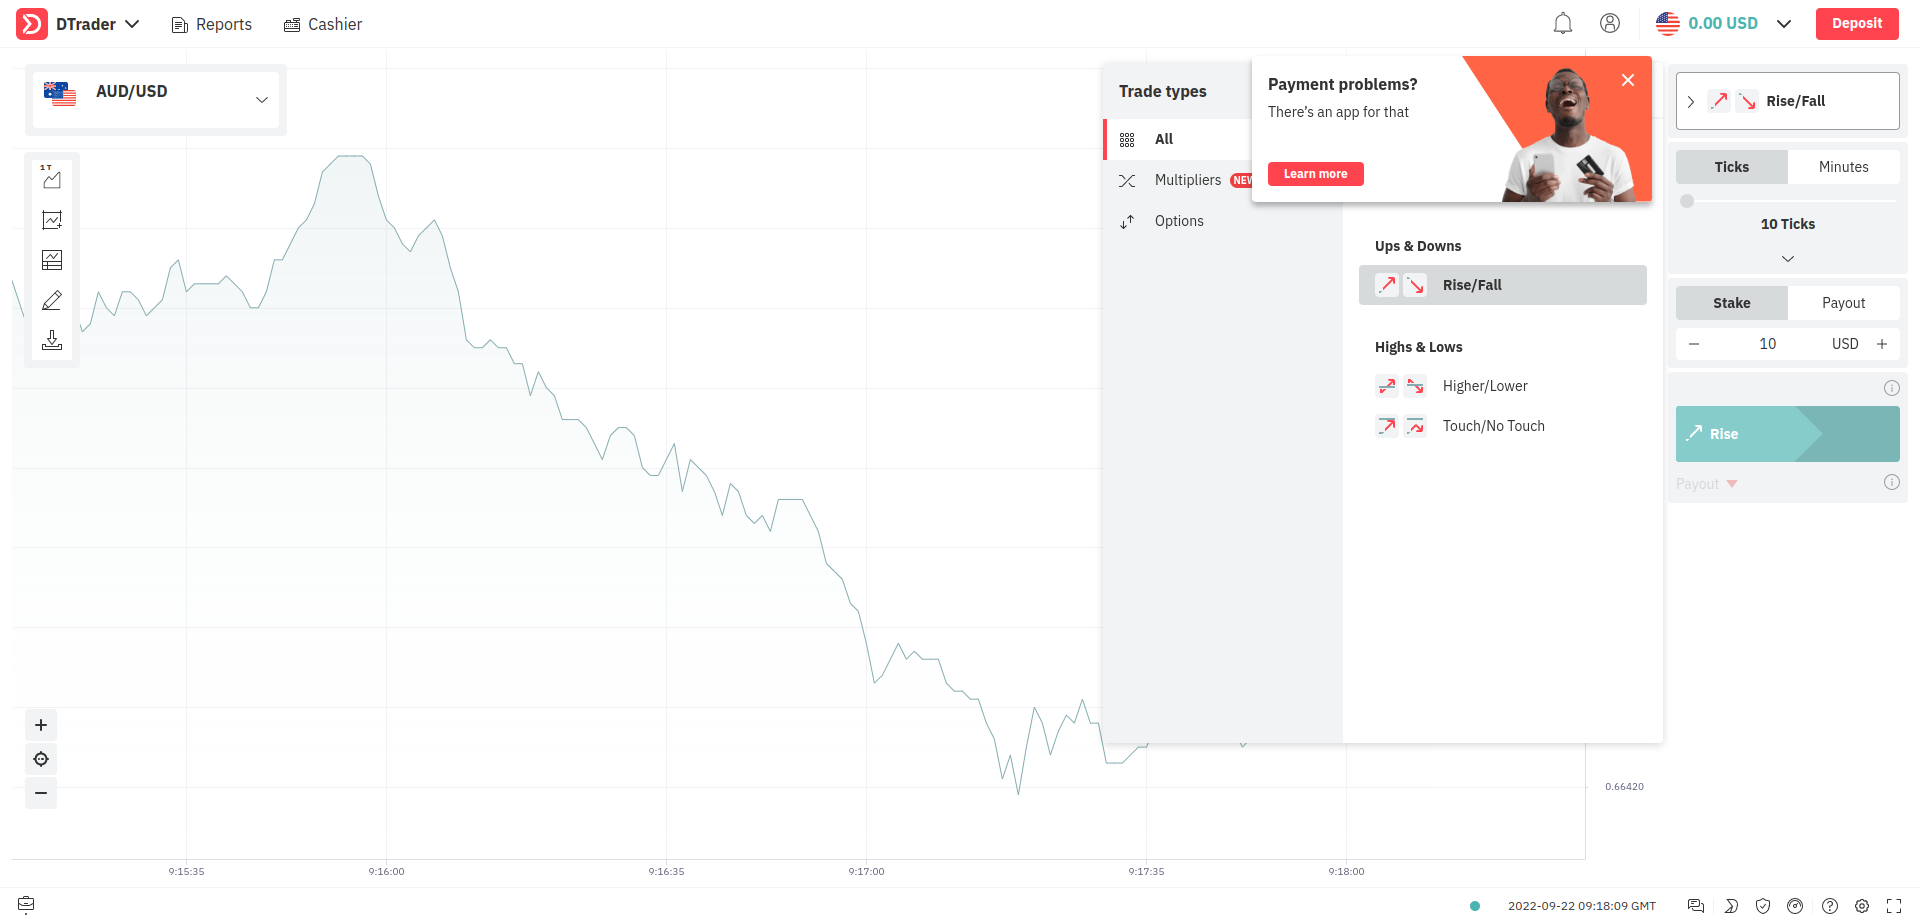 DTrader
Reports
Cashier
0.00 USD
Deposit
AUD/USD
1T
Trade types
All
Multipliers
Options
Payment problems?
There's an app for that
Learn more
Ups & Downs
Rise/Fall
Highs & Lows
Higher/Lower
Touch/No Touch
Rise/Fall
Ticks Minutes
10 Ticks
Stake Payout
10 USD
Rise
Payout
0.66420
9:15:35 9:16:00 9:16:35 9:17:00 9:17:35 9:18:00
2022-09-22 09:18:09 GMT